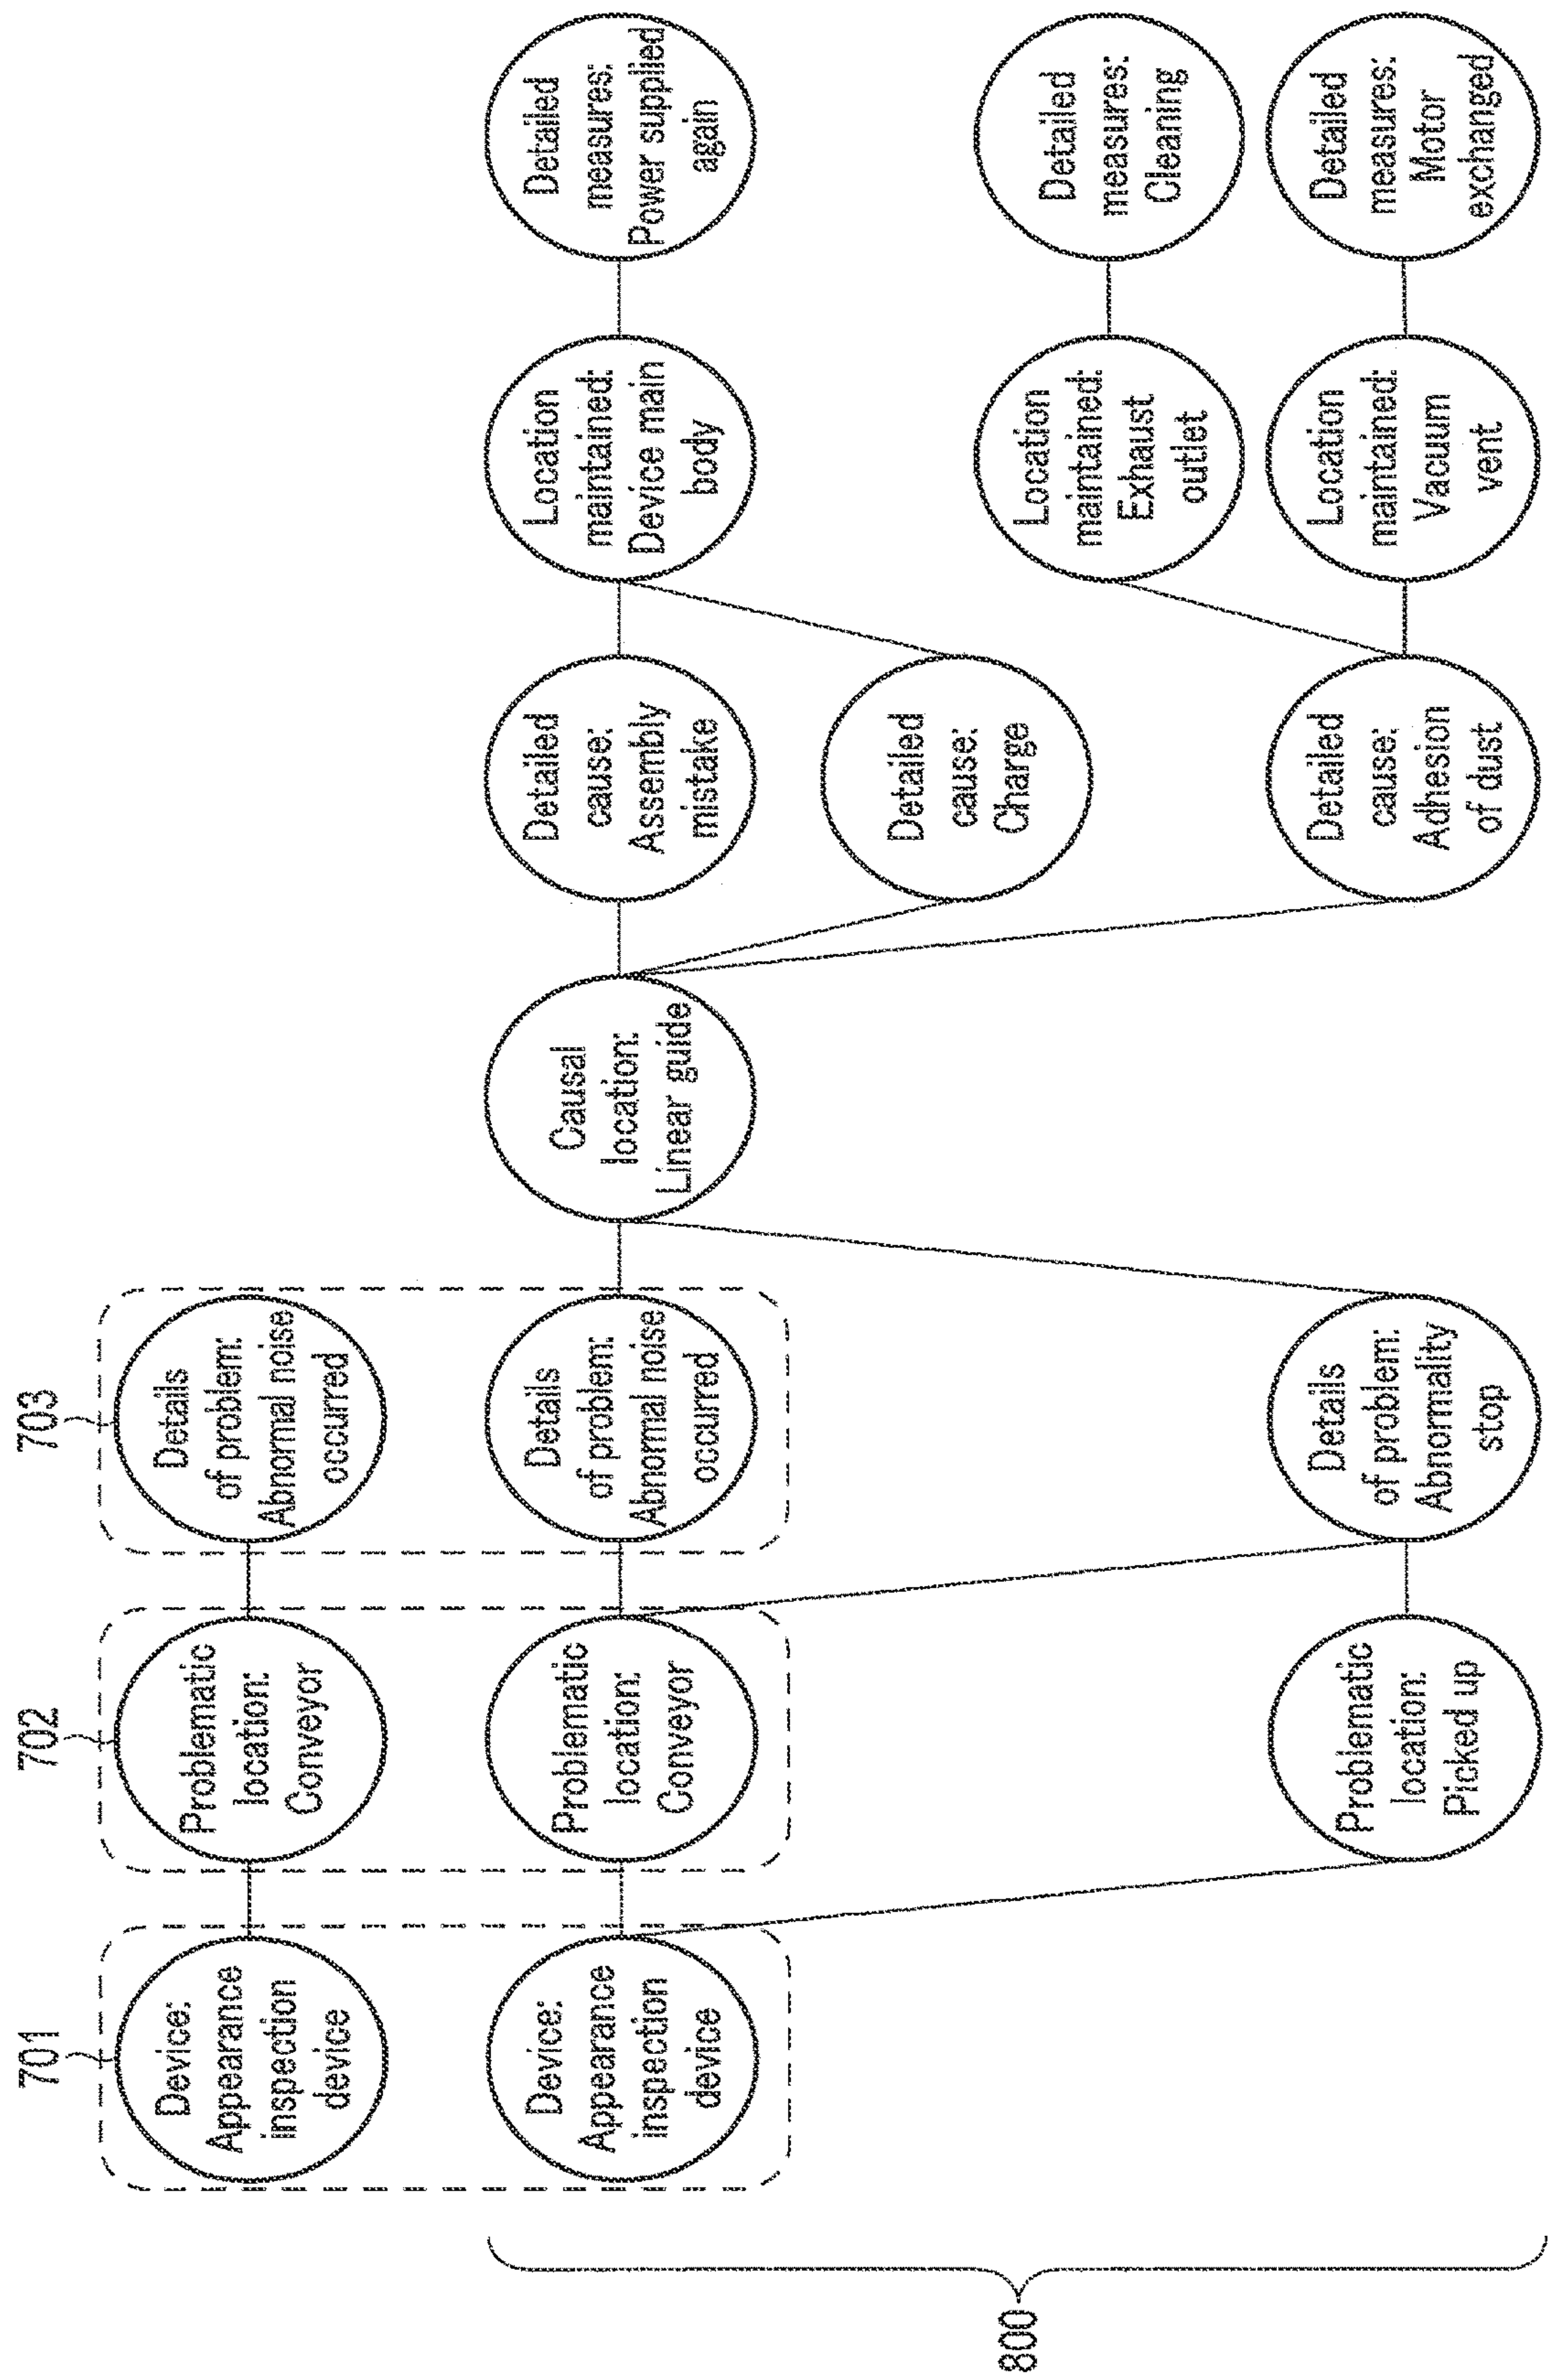 701
702
703
Device:
Appearance
inspection
device
Problematic
location:
Conveyor
Details
of problem:
Abnormal noise
occurred
800
Device:
Appearance
inspection
device
Problematic
location:
Conveyor
Details
of problem:
Abnormal noise
occurred
Causal
location:
Linear guide
Detailed
cause:
Assembly
mistake
Location
maintained:
Device main
body
Detailed
measures:
Power supplied
again
Detailed
cause:
Charge
Location
maintained:
Exhaust
outlet
Detailed
measures:
Cleaning
Problematic
location:
Picked up
Details
of problem:
Abnormality
stop
Detailed
cause:
Adhesion
of dust
Location
maintained:
Vacuum
vent
Detailed
measures:
Motor
exchanged